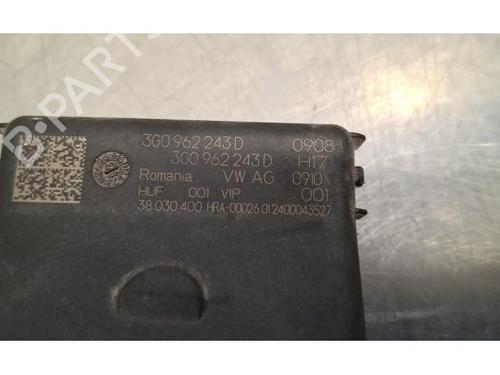 3G0 962 243 D 0908
3G0 962 243 D H17
Romania VW AG 0910
HUF 001 VIP 001
38 030 400 HRA-00026 012400043527
B-PARTS